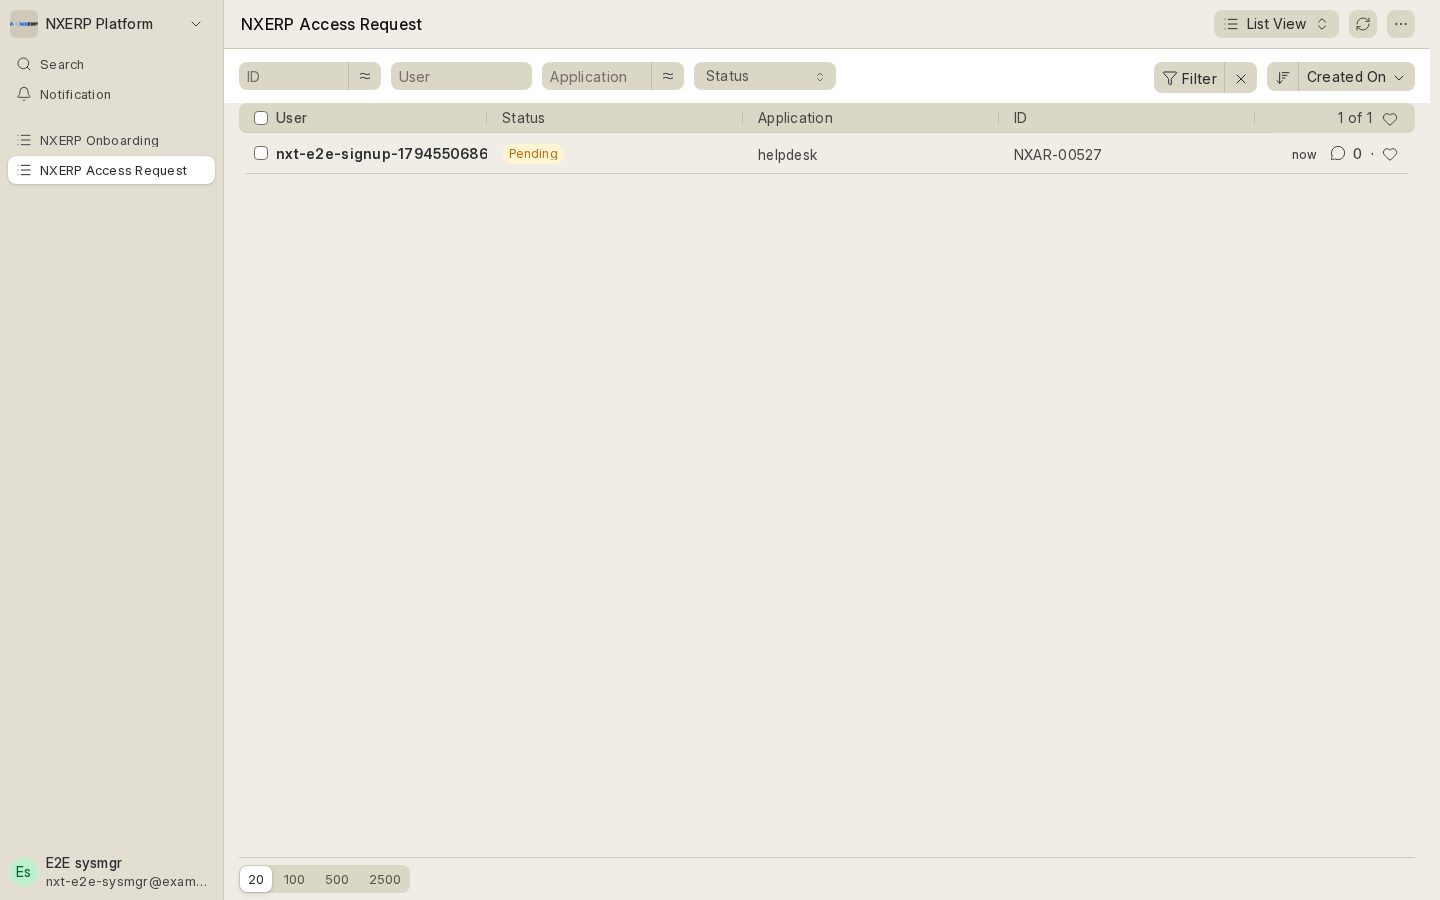 NXERP Platform
Search
Notification
NXERP Onboarding
NXERP Access Request
E2E sysmgr
nxt-e2e-sysmgr@exam...
NXERP Access Request
List View
ID
≈
User
Application
≈
Status
Filter
Created On
User
Status
Application
ID
1 of 1
nxt-e2e-signup-1794550686
Pending
helpdesk
NXAR-00527
now
0
·
20
100
500
2500
Es